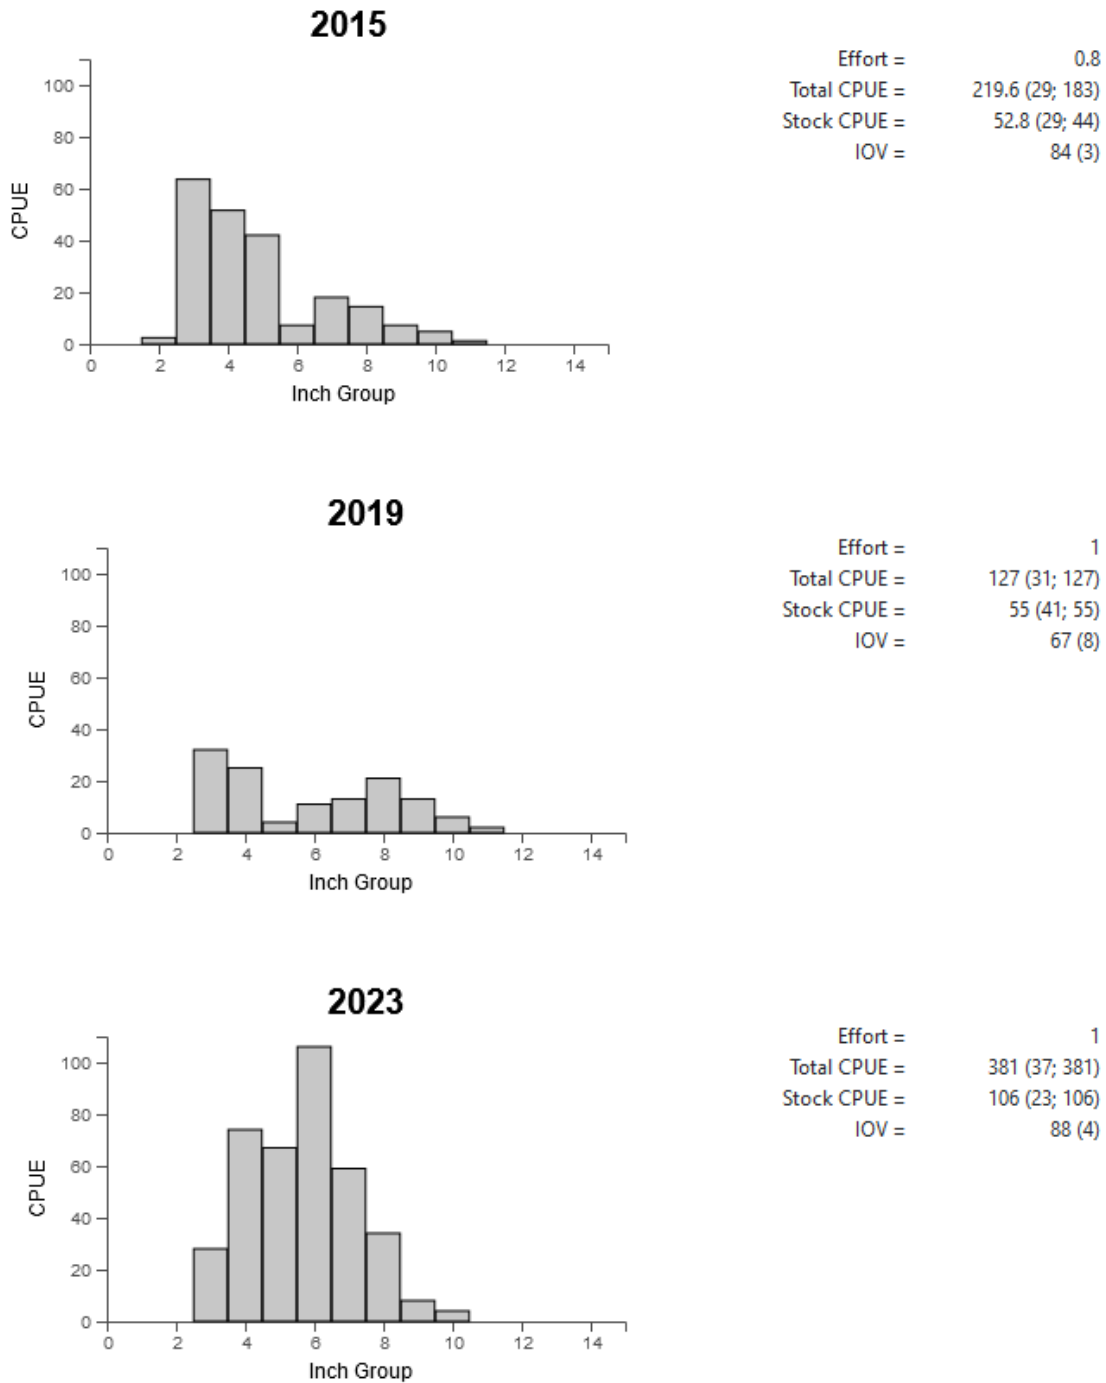 2015
Effort = 0.8
Total CPUE = 219.6 (29; 183)
Stock CPUE = 52.8 (29; 44)
IOV = 84 (3)
100
80
60
40
20
0
CPUE
0 2 4 6 8 10 12 14
Inch Group
2019
Effort = 1
Total CPUE = 127 (31; 127)
Stock CPUE = 55 (41; 55)
IOV = 67 (8)
100
80
60
40
20
0
CPUE
0 2 4 6 8 10 12 14
Inch Group
2023
Effort = 1
Total CPUE = 381 (37; 381)
Stock CPUE = 106 (23; 106)
IOV = 88 (4)
100
80
60
40
20
0
CPUE
0 2 4 6 8 10 12 14
Inch Group